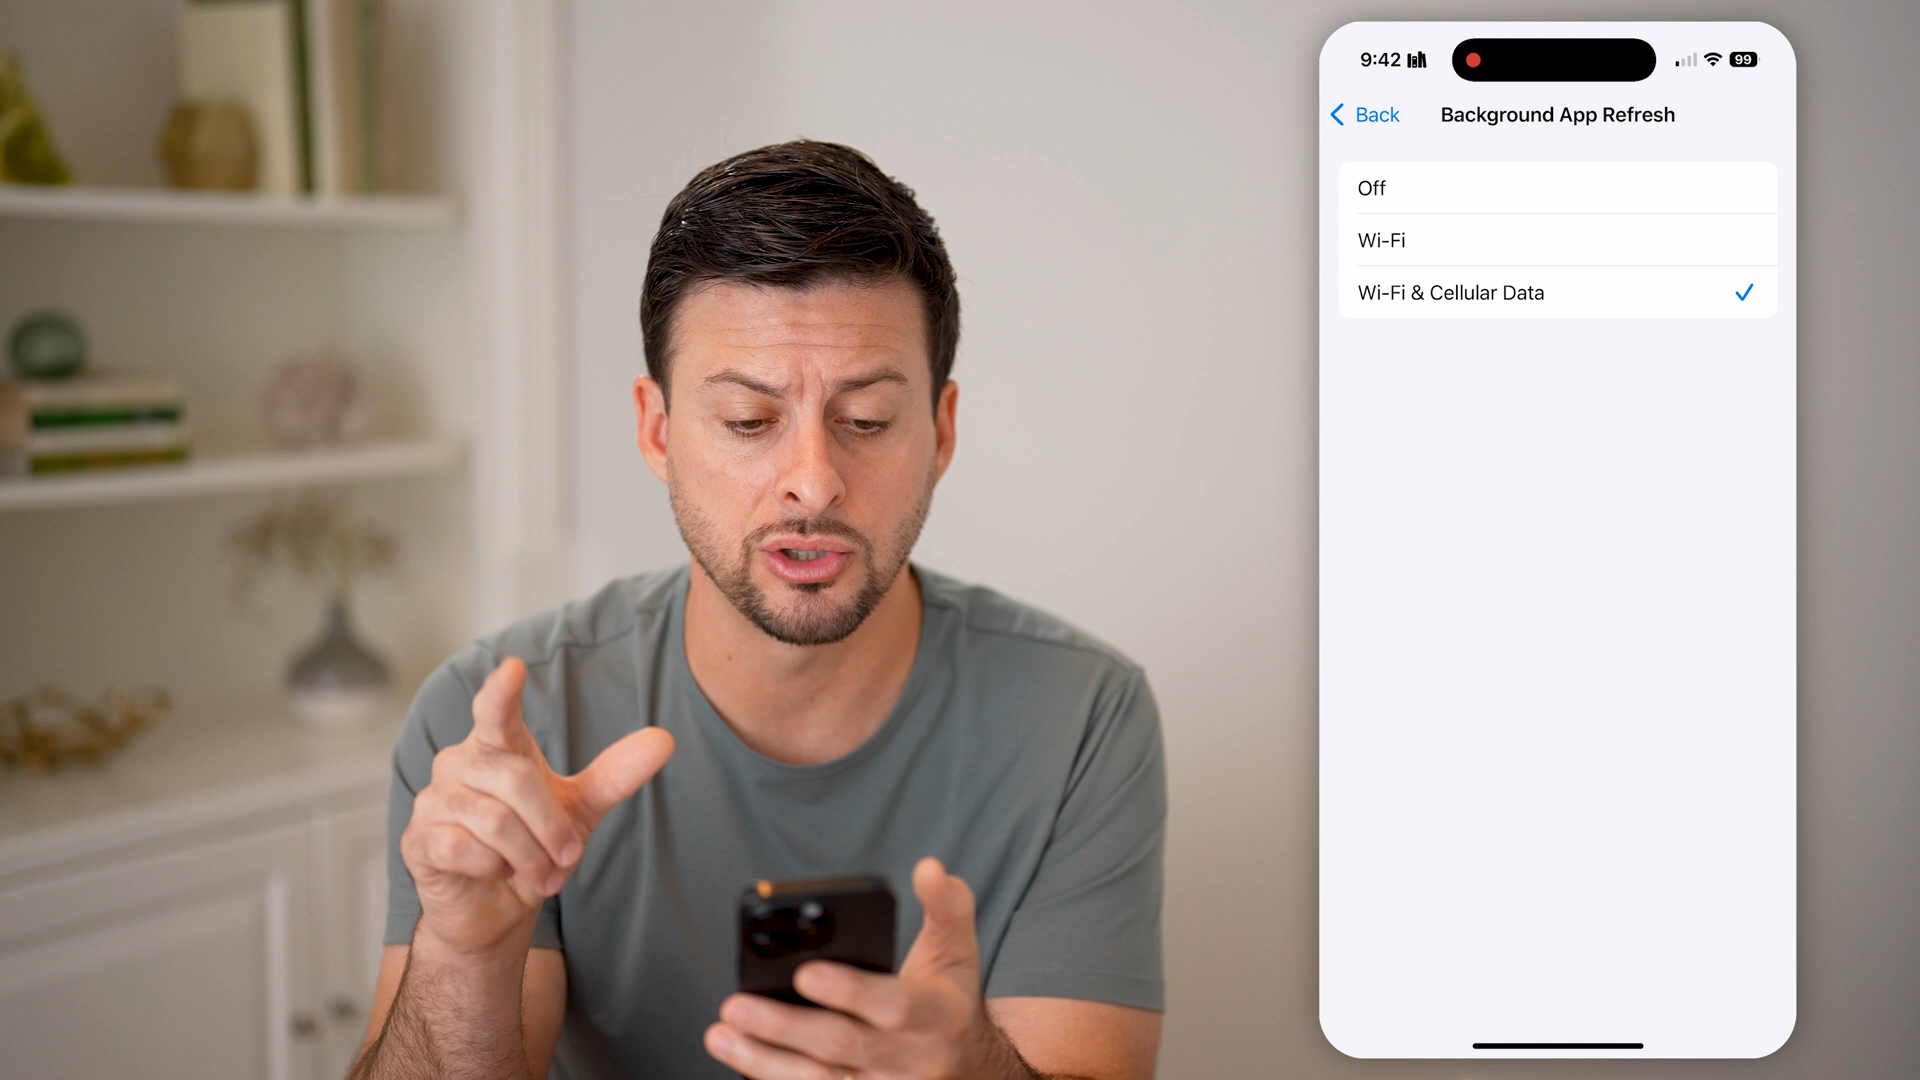 9:42
99
Back
Background App Refresh
Off
Wi-Fi
Wi-Fi & Cellular Data